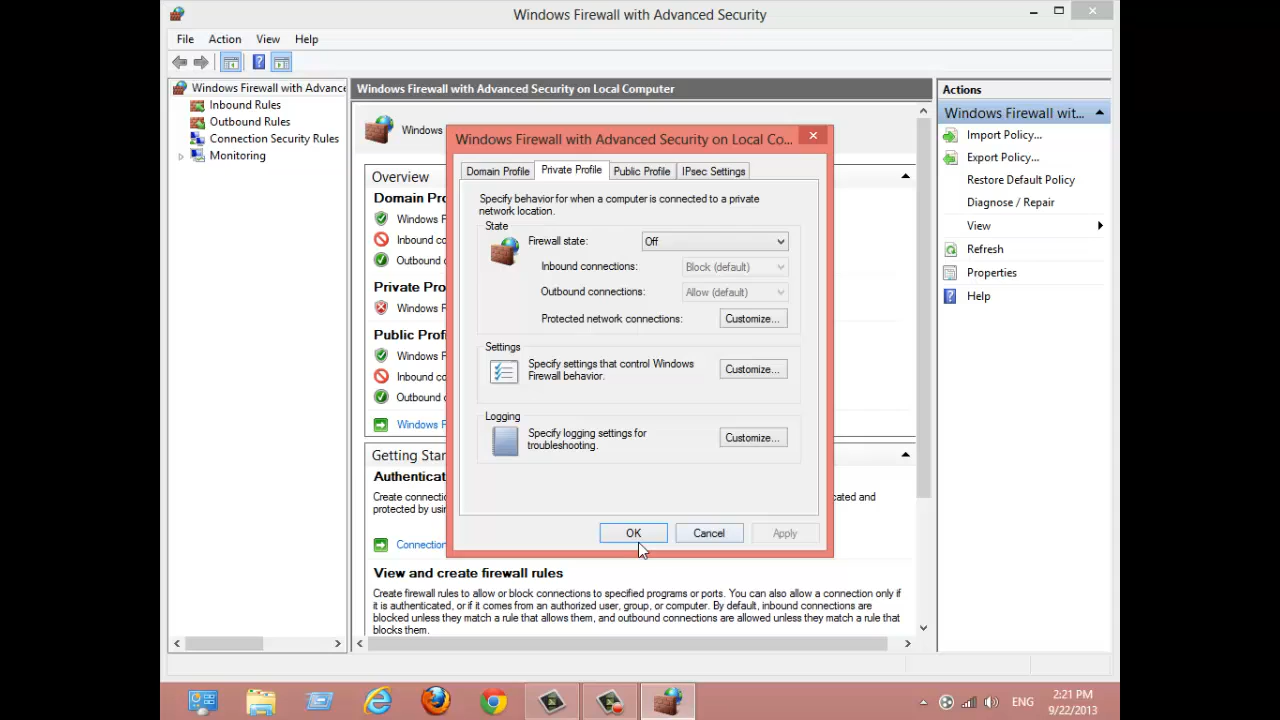 Windows Firewall with Advanced Security
File Action View Help
Windows Firewall with Advance
Inbound Rules
Outbound Rules
Connection Security Rules
Monitoring
Windows Firewall with Advanced Security on Local Computer
Windows
Overview
Domain Pro
Windows F
Inbound co
Outbound c
Private Pro
Windows F
Public Profi
Windows F
Inbound co
Outbound c
Windows F
Getting Star
Authenticat
Create connectio
cated and
protected by usin
Connection
View and create firewall rules
Create firewall rules to allow or block connections to specified programs or ports. You can also allow a connection only if
it is authenticated, or if it comes from an authorized user, group, or computer. By default, inbound connections are
blocked unless they match a rule that allows them, and outbound connections are allowed unless they match a rule that
blocks them.
Windows Firewall with Advanced Security on Local Co...
Domain Profile Private Profile Public Profile IPsec Settings
Specify behavior for when a computer is connected to a private
network location.
State
Firewall state: Off
Inbound connections: Block (default)
Outbound connections: Allow (default)
Protected network connections: Customize...
Settings
Specify settings that control Windows
Firewall behavior.
Customize...
Logging
Specify logging settings for
troubleshooting.
Customize...
OK Cancel Apply
Actions
Windows Firewall wit...
Import Policy...
Export Policy...
Restore Default Policy
Diagnose / Repair
View
Refresh
Properties
Help
ENG
2:21 PM
9/22/2013